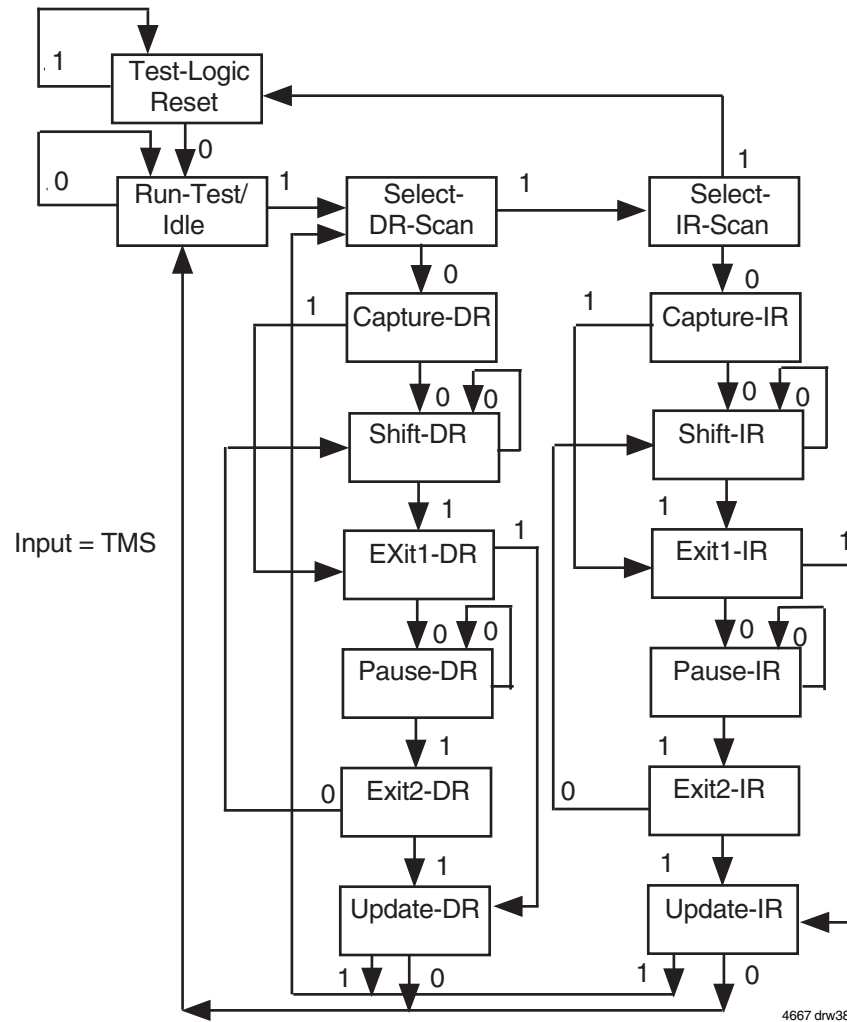 1
Test-Logic
Reset
0
1
0
Run-Test/
Idle
1
Select-
DR-Scan
1
Select-
IR-Scan
0
0
1
Capture-DR
1
Capture-IR
0
0
0
0
Shift-DR
Shift-IR
1
1
Input = TMS
EXit1-DR
1
Exit1-IR
1
0
0
0
0
Pause-DR
Pause-IR
1
1
0
Exit2-DR
0
Exit2-IR
1
1
Update-DR
Update-IR
1
0
1
0
4667 drw38